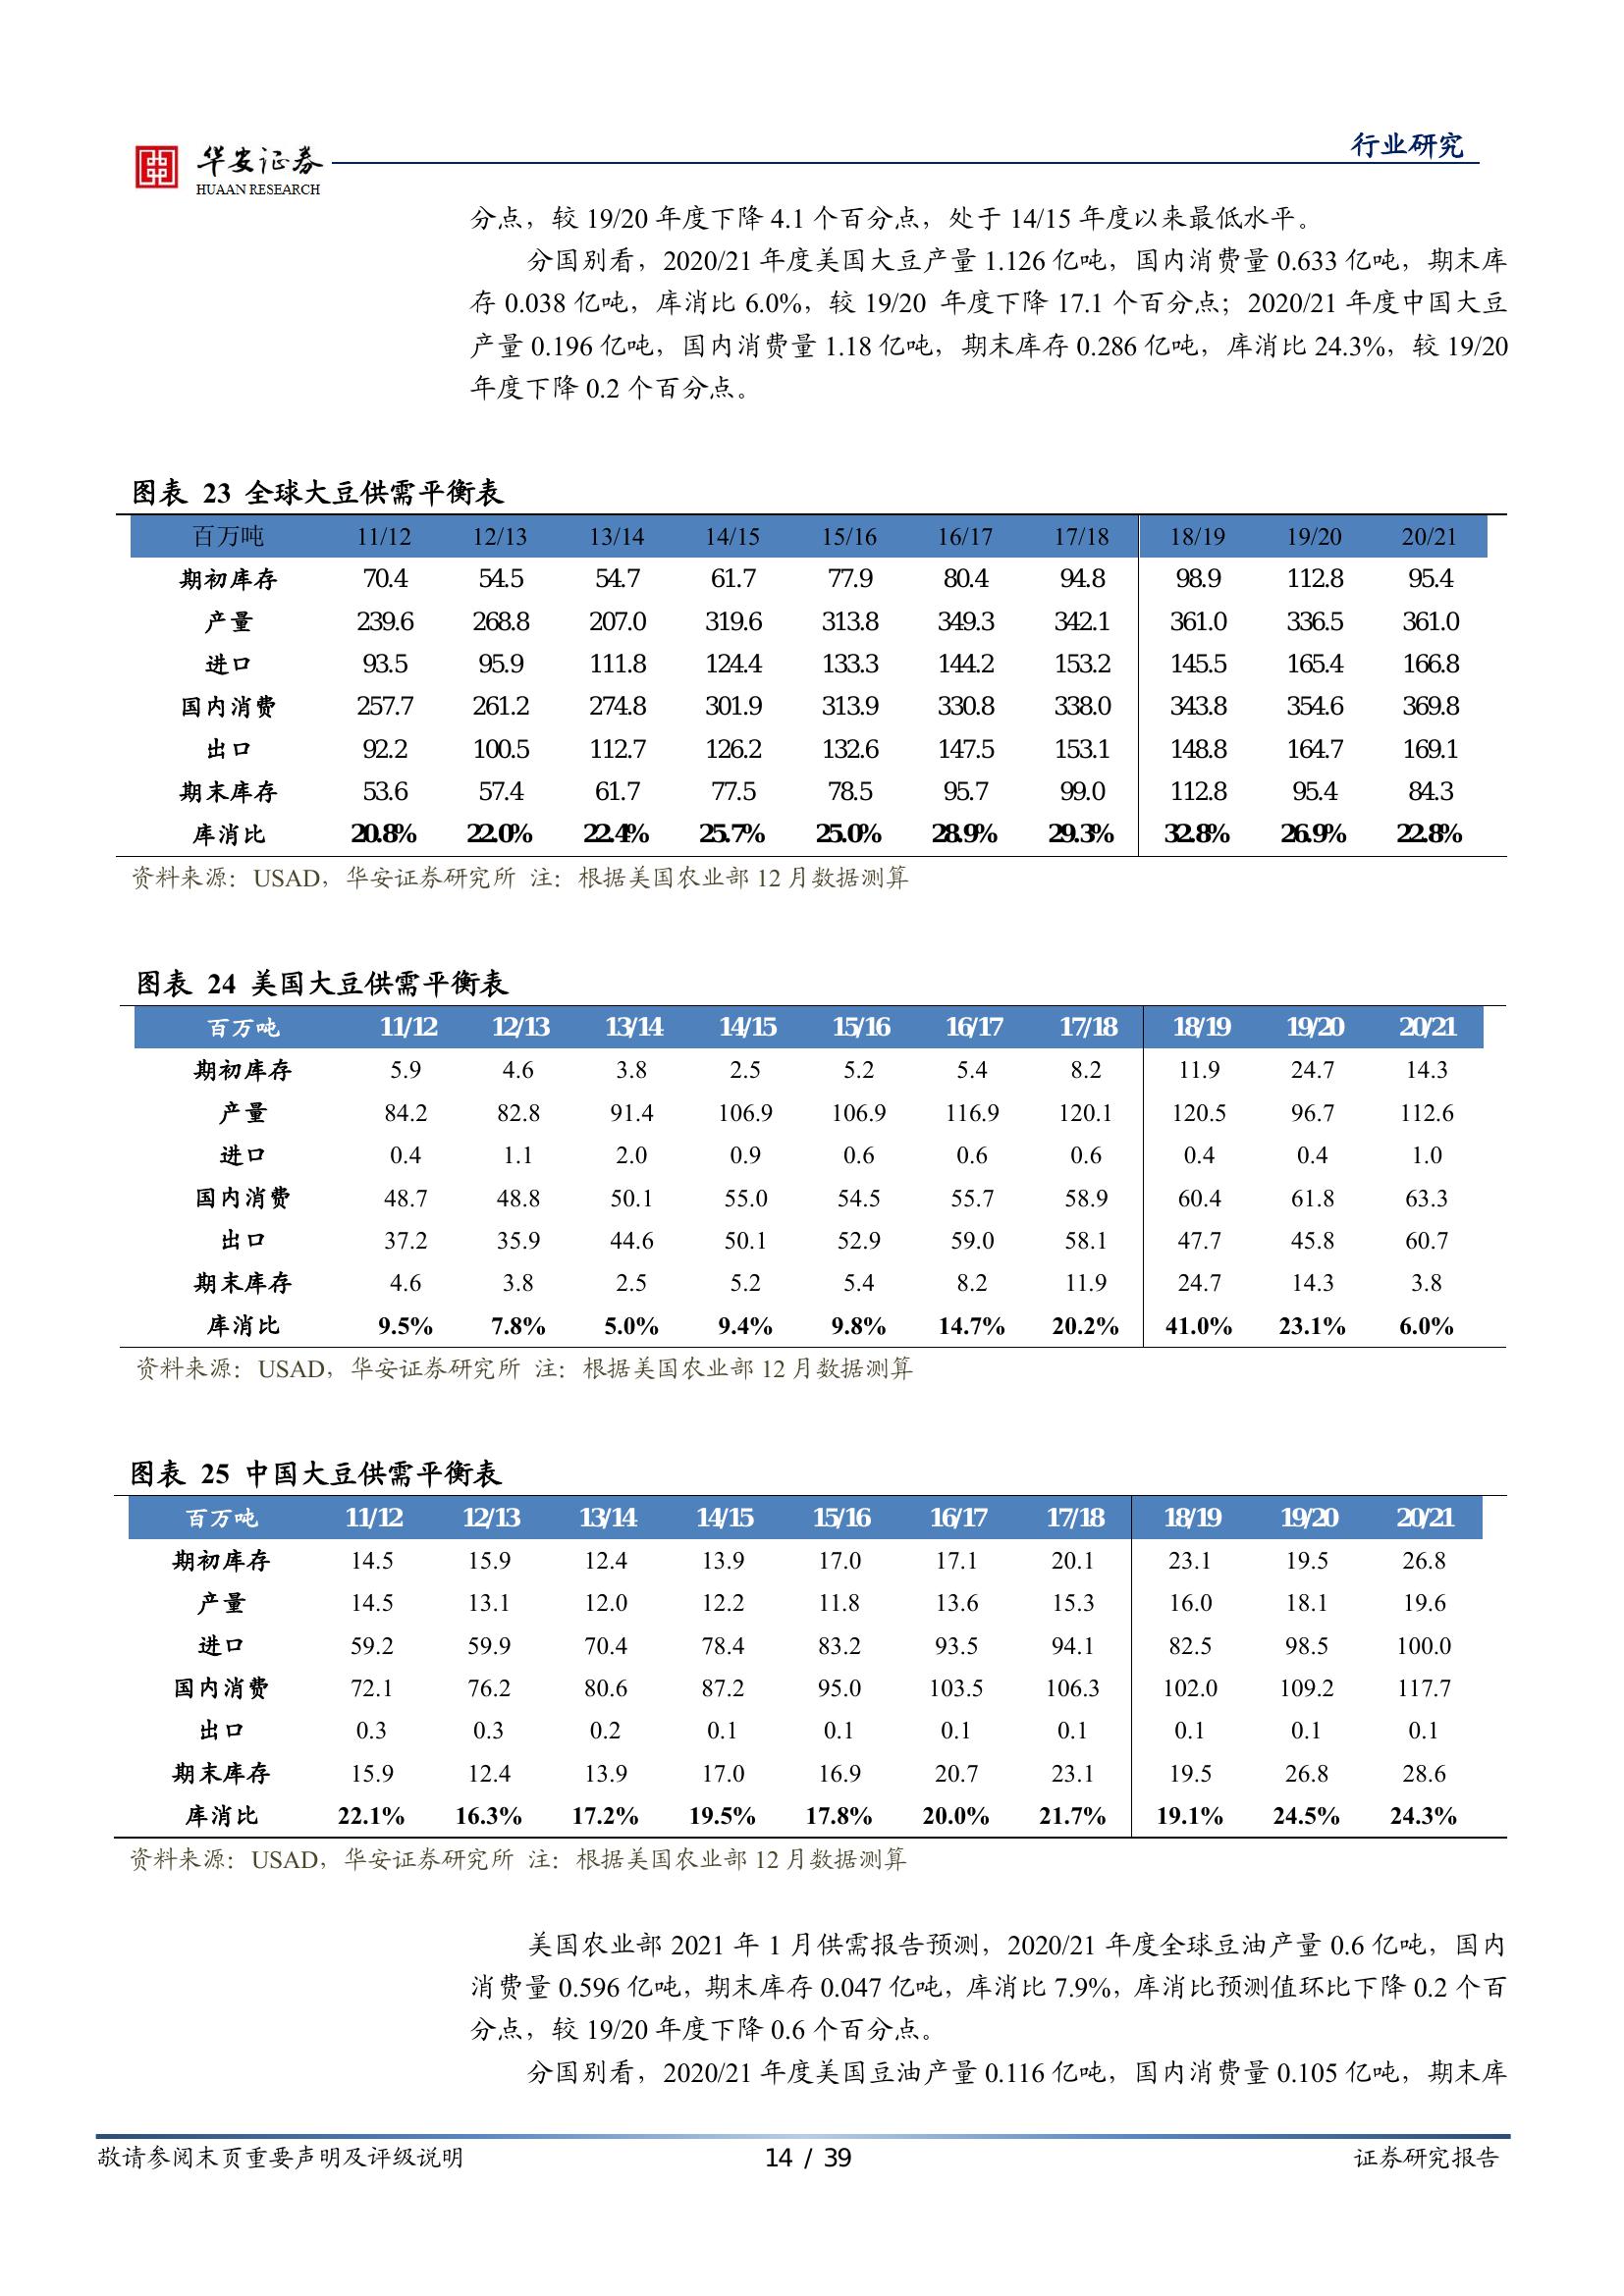 华安证券
HUAAN RESEARCH
行业研究
分点，较 19/20 年度下降 4.1 个百分点，处于 14/15 年度以来最低水平。
分国别看，2020/21 年度美国大豆产量 1.126 亿吨，国内消费量 0.633 亿吨，期末库
存 0.038 亿吨，库消比 6.0%，较 19/20 年度下降 17.1 个百分点；2020/21 年度中国大豆
产量 0.196 亿吨，国内消费量 1.18 亿吨，期末库存 0.286 亿吨，库消比 24.3%，较 19/20
年度下降 0.2 个百分点。
图表 23 全球大豆供需平衡表
百万吨 11/12 12/13 13/14 14/15 15/16 16/17 17/18 18/19 19/20 20/21
期初库存 70.4 54.5 54.7 61.7 77.9 80.4 94.8 98.9 112.8 95.4
产量 239.6 268.8 207.0 319.6 313.8 349.3 342.1 361.0 336.5 361.0
进口 93.5 95.9 111.8 124.4 133.3 144.2 153.2 145.5 165.4 166.8
国内消费 257.7 261.2 274.8 301.9 313.9 330.8 338.0 343.8 354.6 369.8
出口 92.2 100.5 112.7 126.2 132.6 147.5 153.1 148.8 164.7 169.1
期末库存 53.6 57.4 61.7 77.5 78.5 95.7 99.0 112.8 95.4 84.3
库消比 20.8% 22.0% 22.4% 25.7% 25.0% 28.9% 29.3% 32.8% 26.9% 22.8%
资料来源：USAD，华安证券研究所 注：根据美国农业部 12 月数据测算
图表 24 美国大豆供需平衡表
百万吨 11/12 12/13 13/14 14/15 15/16 16/17 17/18 18/19 19/20 20/21
期初库存 5.9 4.6 3.8 2.5 5.2 5.4 8.2 11.9 24.7 14.3
产量 84.2 82.8 91.4 106.9 106.9 116.9 120.1 120.5 96.7 112.6
进口 0.4 1.1 2.0 0.9 0.6 0.6 0.6 0.4 0.4 1.0
国内消费 48.7 48.8 50.1 55.0 54.5 55.7 58.9 60.4 61.8 63.3
出口 37.2 35.9 44.6 50.1 52.9 59.0 58.1 47.7 45.8 60.7
期末库存 4.6 3.8 2.5 5.2 5.4 8.2 11.9 24.7 14.3 3.8
库消比 9.5% 7.8% 5.0% 9.4% 9.8% 14.7% 20.2% 41.0% 23.1% 6.0%
资料来源：USAD，华安证券研究所 注：根据美国农业部 12 月数据测算
图表 25 中国大豆供需平衡表
百万吨 11/12 12/13 13/14 14/15 15/16 16/17 17/18 18/19 19/20 20/21
期初库存 14.5 15.9 12.4 13.9 17.0 17.1 20.1 23.1 19.5 26.8
产量 14.5 13.1 12.0 12.2 11.8 13.6 15.3 16.0 18.1 19.6
进口 59.2 59.9 70.4 78.4 83.2 93.5 94.1 82.5 98.5 100.0
国内消费 72.1 76.2 80.6 87.2 95.0 103.5 106.3 102.0 109.2 117.7
出口 0.3 0.3 0.2 0.1 0.1 0.1 0.1 0.1 0.1 0.1
期末库存 15.9 12.4 13.9 17.0 16.9 20.7 23.1 19.5 26.8 28.6
库消比 22.1% 16.3% 17.2% 19.5% 17.8% 20.0% 21.7% 19.1% 24.5% 24.3%
资料来源：USAD，华安证券研究所 注：根据美国农业部 12 月数据测算
美国农业部 2021 年 1 月供需报告预测，2020/21 年度全球豆油产量 0.6 亿吨，国内
消费量 0.596 亿吨，期末库存 0.047 亿吨，库消比 7.9%，库消比预测值环比下降 0.2 个百
分点，较 19/20 年度下降 0.6 个百分点。
分国别看，2020/21 年度美国豆油产量 0.116 亿吨，国内消费量 0.105 亿吨，期末库
敬请参阅末页重要声明及评级说明 14 / 39 证券研究报告